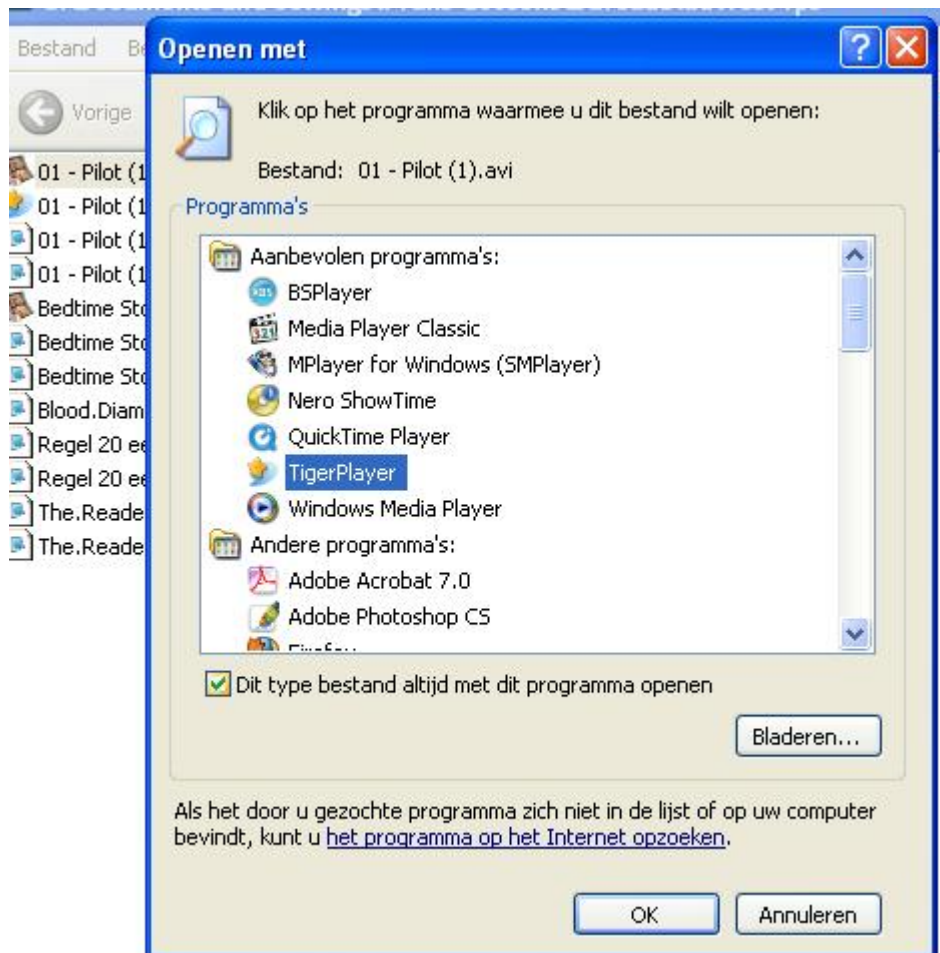 Bestand
Openen met
Vorige
Klik op het programma waarmee u dit bestand wilt openen:
Bestand: 01 - Pilot (1).avi
01 - Pilot (1
01 - Pilot (1
01 - Pilot (1
01 - Pilot (1
Bedtime Sto
Bedtime Sto
Bedtime Sto
Blood.Diam
Regel 20 ee
Regel 20 ee
The.Reade
The.Reade
Programma's
Aanbevolen programma's:
BSPlayer
Media Player Classic
MPlayer for Windows (SMPlayer)
Nero ShowTime
QuickTime Player
TigerPlayer
Windows Media Player
Andere programma's:
Adobe Acrobat 7.0
Adobe Photoshop CS
Firefox
Dit type bestand altijd met dit programma openen
Bladeren...
Als het door u gezochte programma zich niet in de lijst of op uw computer
bevindt, kunt u het programma op het Internet opzoeken.
OK
Annuleren